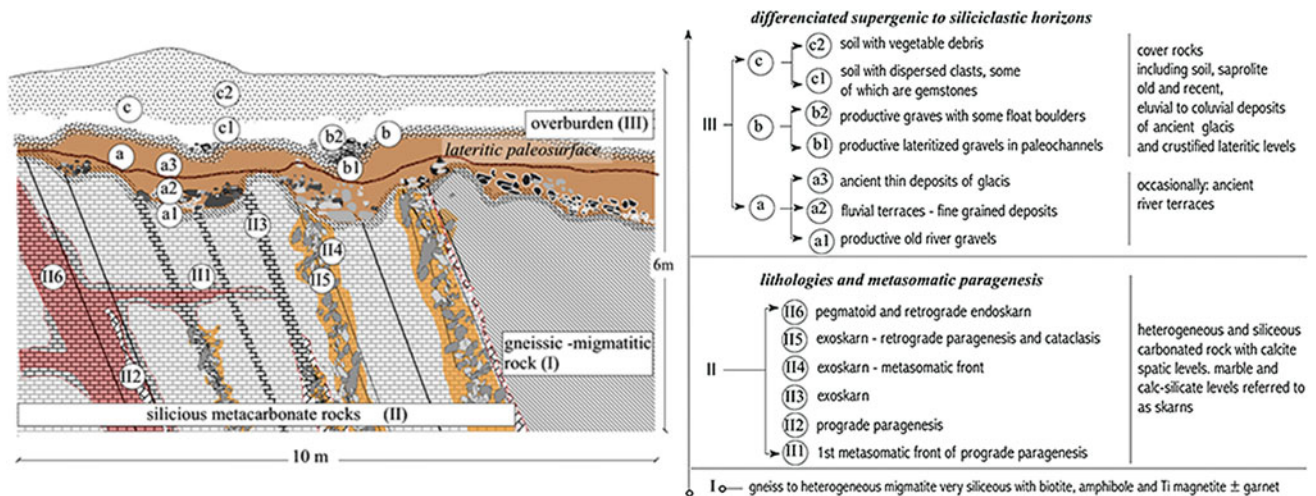 c2
c
c1
b2
b
overburden (III)
lateritic paleosurface
a
a3
b1
a2
a1
II3
II4
II6
II1
II5
6m
gneissic -migmatitic
rock (I)
II2
silicious metacarbonate rocks (II)
10 m
differenciated supergenic to siliciclastic horizons
III
c
c2 soil with vegetable debris
c1 soil with dispersed clasts, some
of which are gemstones
b
b2 productive graves with some float boulders
b1 productive lateritized gravels in paleochannels
a
a3 ancient thin deposits of glacis
a2 fluvial terraces - fine grained deposits
a1 productive old river gravels
cover rocks
including soil, saprolite
old and recent,
eluvial to coluvial deposits
of ancient glacis
and crustified lateritic levels
occasionally: ancient
river terraces
lithologies and metasomatic paragenesis
II
II6 pegmatoid and retrograde endoskarn
II5 exoskarn - retrograde paragenesis and cataclasis
II4 exoskarn - metasomatic front
II3 exoskarn
II2 prograde paragenesis
II1 1st metasomatic front of prograde paragenesis
heterogeneous and siliceous
carbonated rock with calcite
spatic levels. marble and
calc-silicate levels referred to
as skarns
I gneiss to heterogeneous migmatite very siliceous with biotite, amphibole and Ti magnetite ± garnet